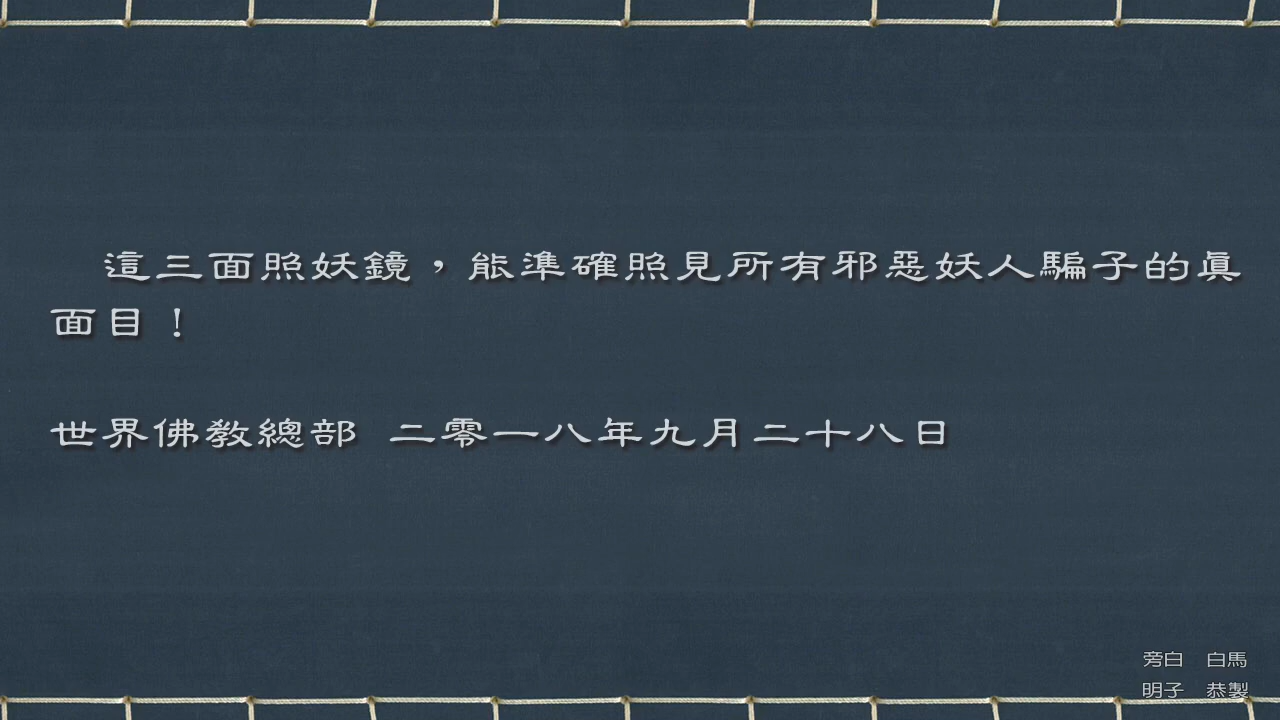 這三面照妖鏡，能準確照見所有邪惡妖人騙子的眞
面目！
世界佛教總部 二零一八年九月二十八日
旁白 白馬
明子 恭製